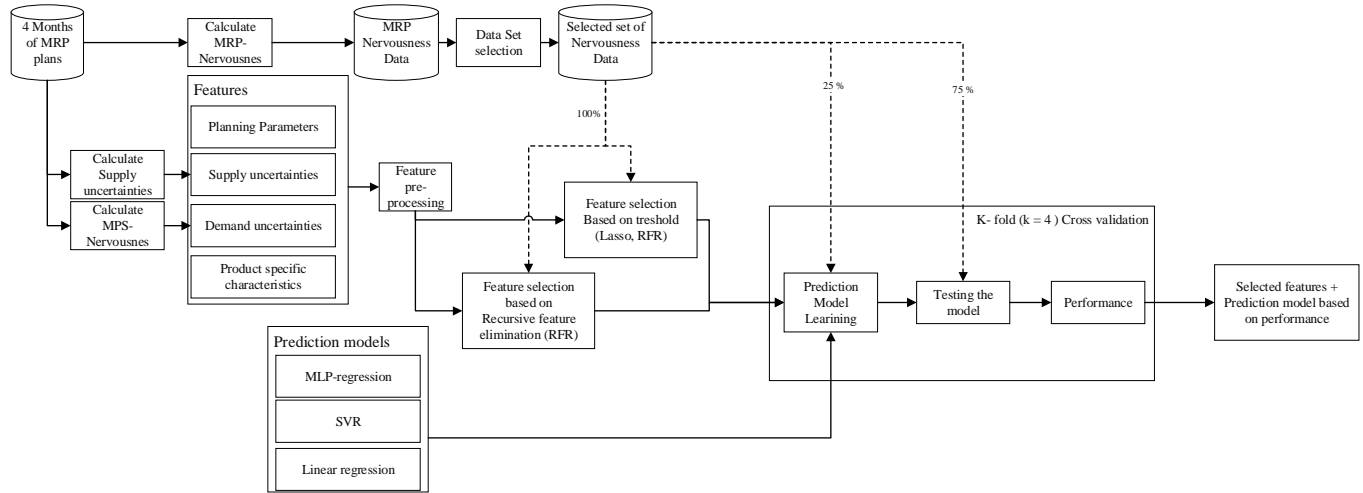 4 Months
of MRP
plans
Calculate
MRP-
Nervousnes
MRP
Nervousness
Data
Data Set
selection
Selected set of
Nervousness
Data
25 %
75 %
100%
Features
Planning Parameters
Supply uncertainties
Demand uncertainties
Product specific
characteristics
Calculate
Supply
uncertainties
Calculate
MPS-
Nervousnes
Feature
pre-
processing
Feature selection
Based on treshold
(Lasso, RFR)
Feature selection
based on
Recursive feature
elimination (RFR)
K- fold (k = 4 ) Cross validation
Prediction
Model
Learining
Testing the
model
Performance
Selected features +
Prediction model based
on performance
Prediction models
MLP-regression
SVR
Linear regression